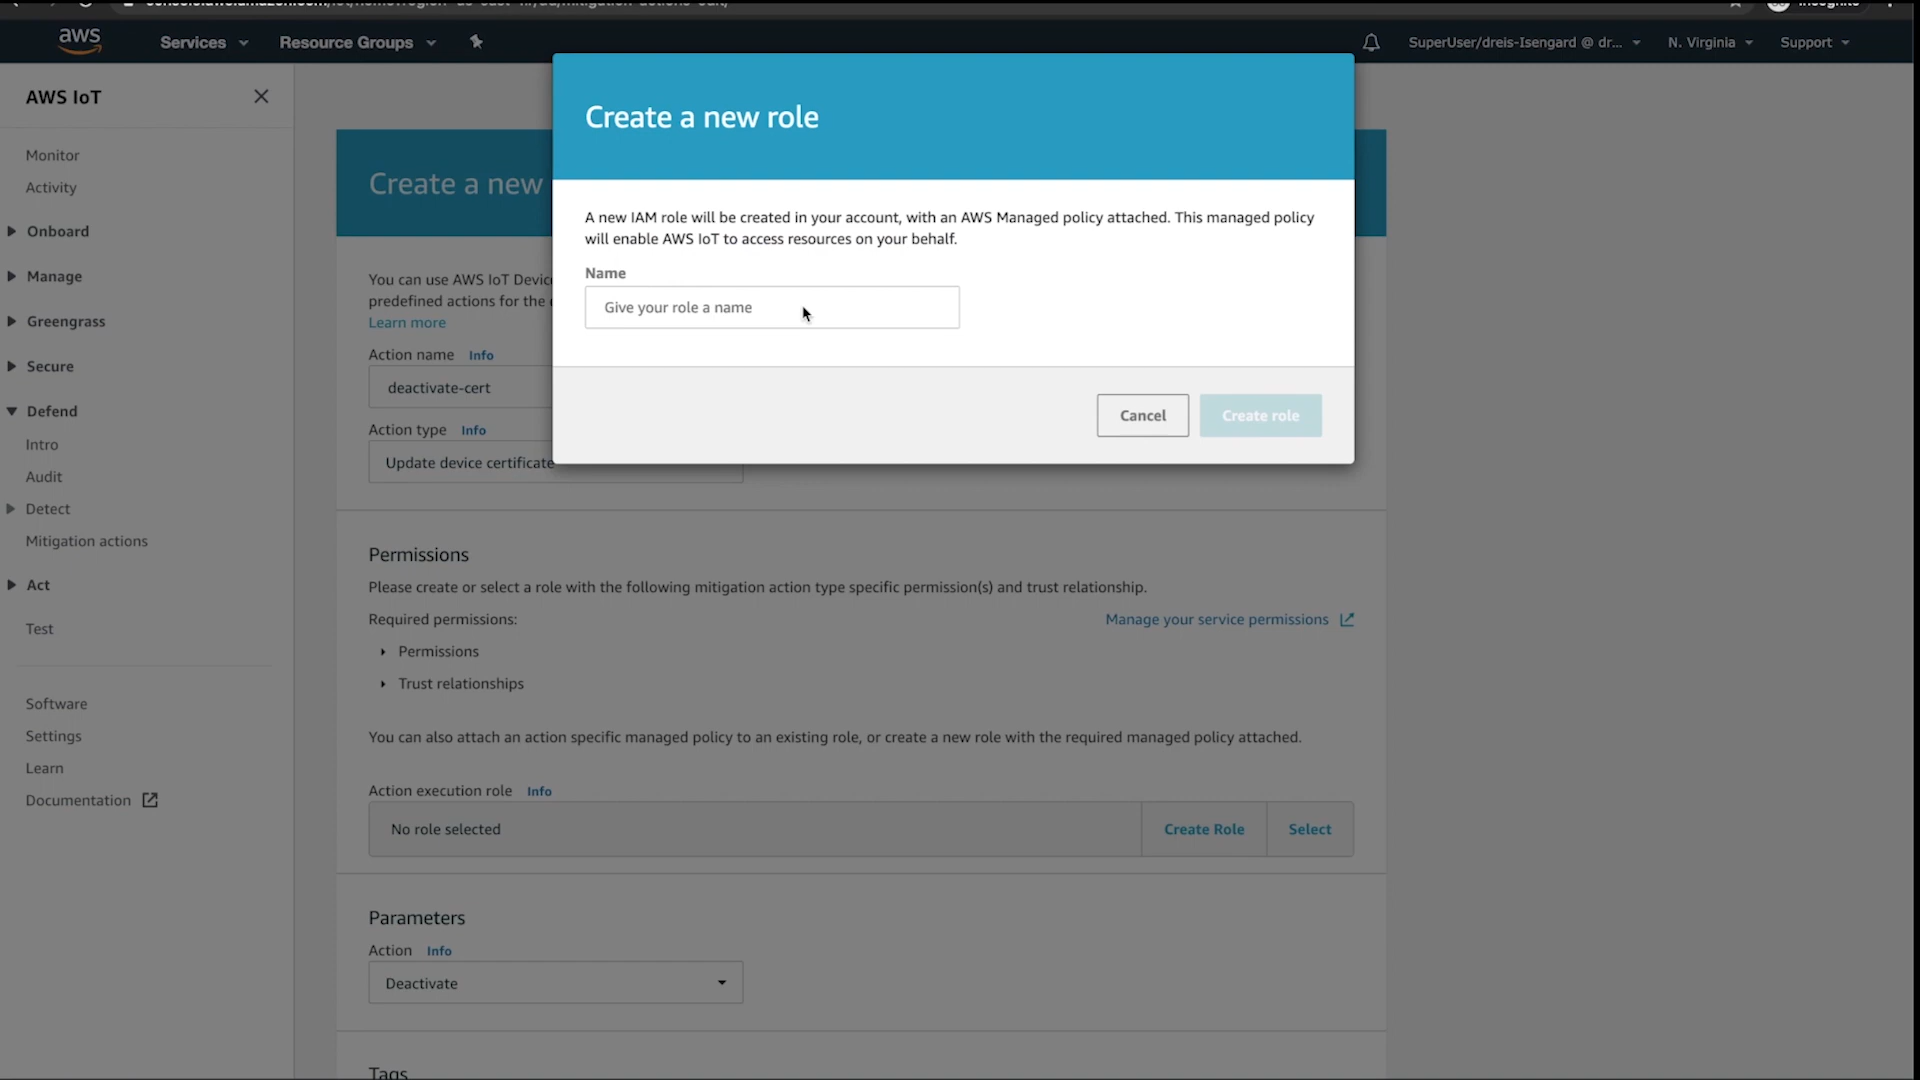 aws
Services
Resource Groups
SuperUser/dreis-Isengard @ dr...
N. Virginia
Support
AWS IoT
Monitor
Activity
Onboard
Manage
Greengrass
Secure
Defend
Intro
Audit
Detect
Mitigation actions
Act
Test
Software
Settings
Learn
Documentation
Create a new role
A new IAM role will be created in your account, with an AWS Managed policy attached. This managed policy
will enable AWS IoT to access resources on your behalf.
Name
Give your role a name
Cancel
Create role
Create a new
You can use AWS IoT Device
predefined actions for the
Learn more
Action name Info
deactivate-cert
Action type Info
Update device certificate
Permissions
Please create or select a role with the following mitigation action type specific permission(s) and trust relationship.
Required permissions:
Manage your service permissions
Permissions
Trust relationships
You can also attach an action specific managed policy to an existing role, or create a new role with the required managed policy attached.
Action execution role Info
No role selected
Create Role
Select
Parameters
Action Info
Deactivate
Tags